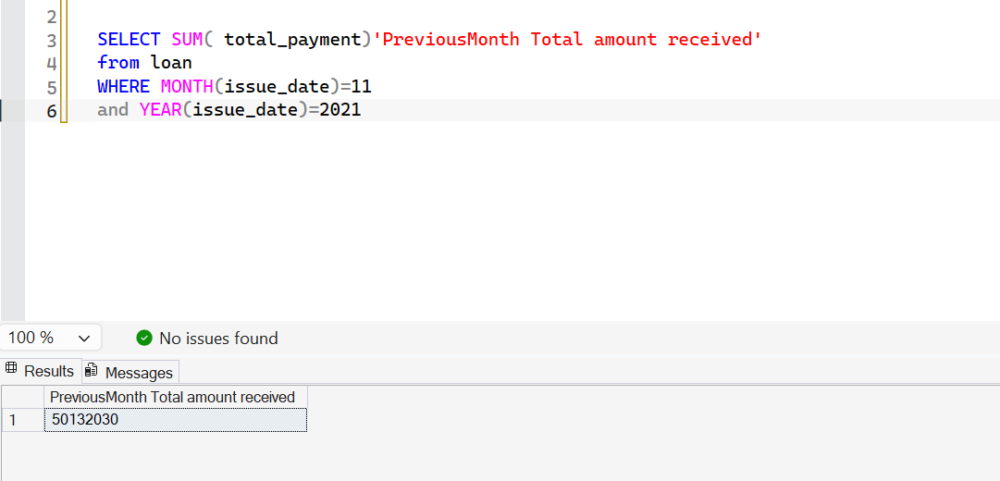 2
3 SELECT SUM( total_payment)'PreviousMonth Total amount received'
4 from loan
5 WHERE MONTH(issue_date)=11
6 and YEAR(issue_date)=2021
100 % No issues found
Results Messages
PreviousMonth Total amount received
1 50132030